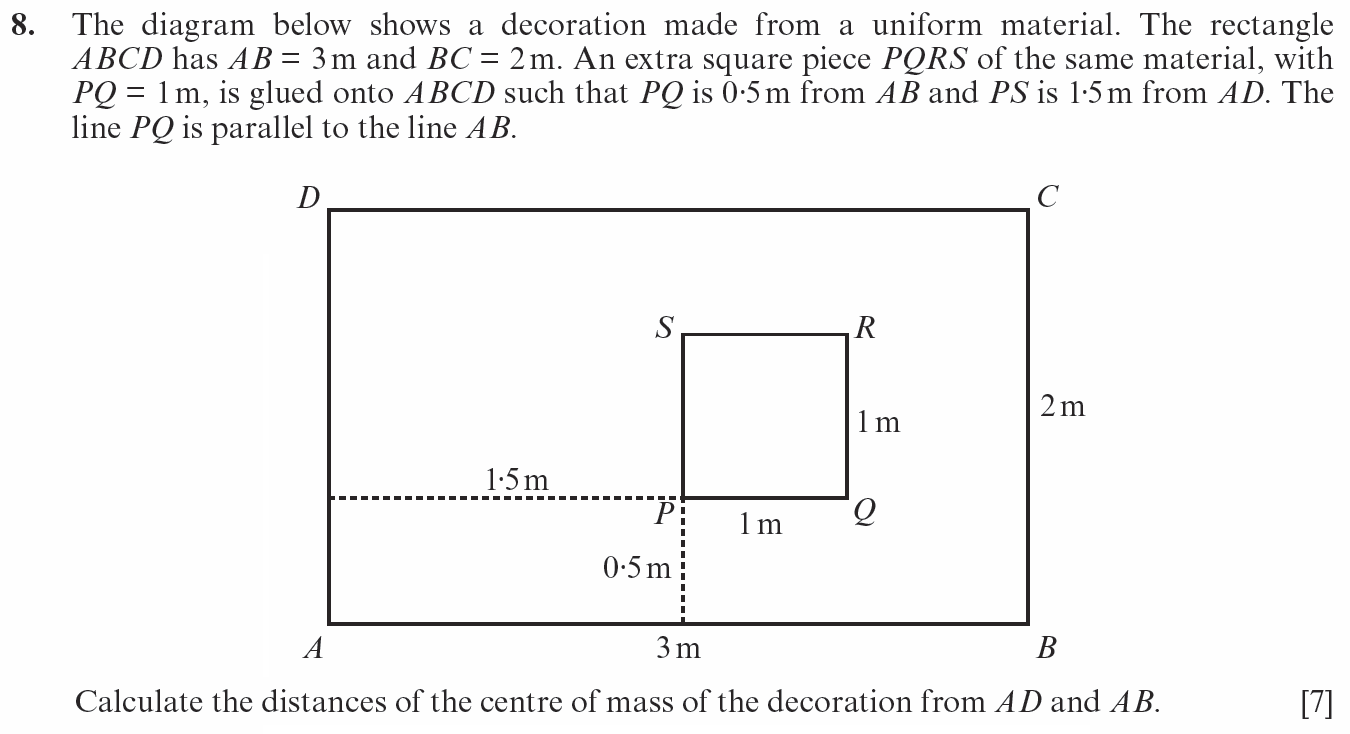 8. The diagram below shows a decoration made from a uniform material. The rectangle
ABCD has AB = 3 m and BC = 2 m. An extra square piece PQRS of the same material, with
PQ = 1 m, is glued onto ABCD such that PQ is 0·5 m from AB and PS is 1·5 m from AD. The
line PQ is parallel to the line AB.
D
C
S
R
2 m
1 m
1·5 m
P
Q
1 m
0·5 m
A
3 m
B
Calculate the distances of the centre of mass of the decoration from AD and AB. [7]